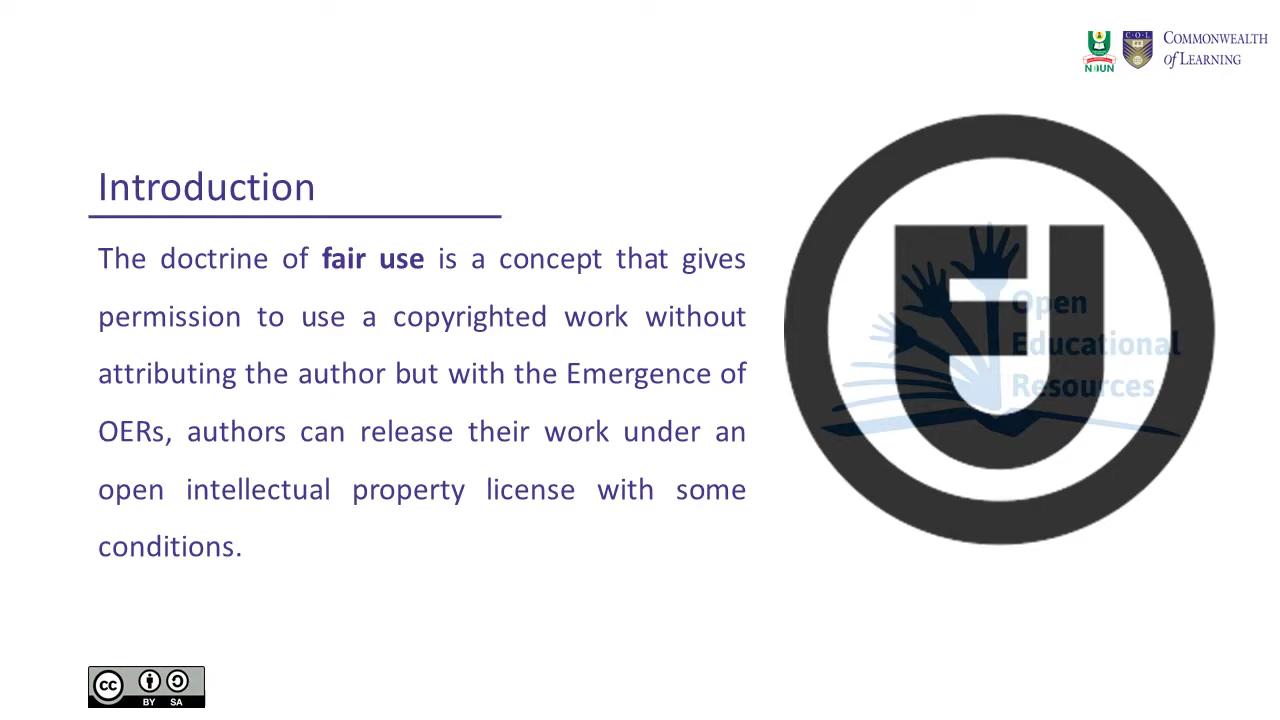 COMMONWEALTH
of LEARNING
C·O·L
NOUN
Introduction
The doctrine of fair use is a concept that gives
permission to use a copyrighted work without
attributing the author but with the Emergence of
OERs, authors can release their work under an
open intellectual property license with some
conditions.
Open
Educational
Resources
cc
BY SA